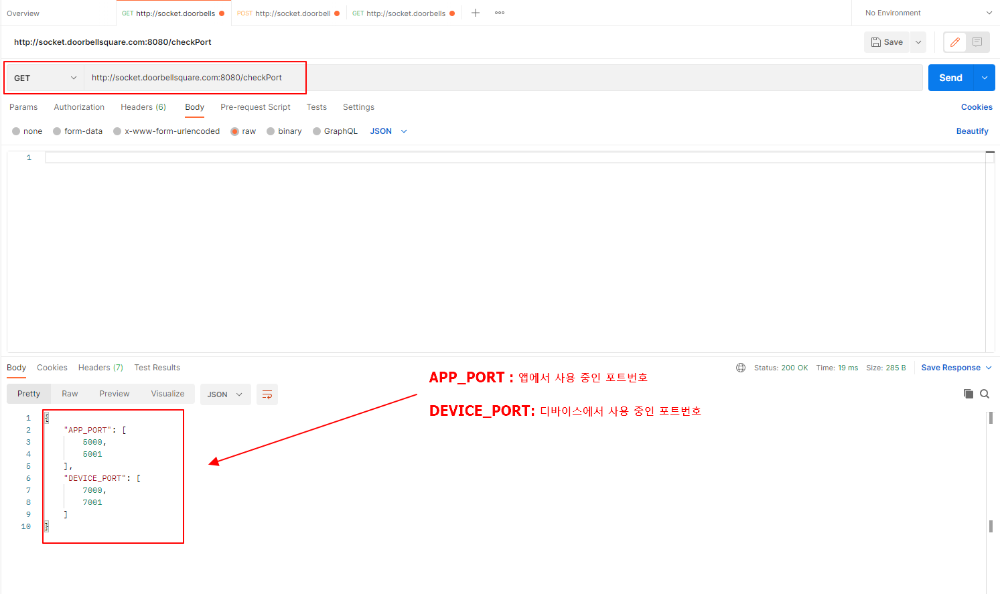 Overview
GET http://socket.doorbells
POST http://socket.doorbell
GET http://socket.doorbells
No Environment
http://socket.doorbellsquare.com:8080/checkPort
Save
GET
http://socket.doorbellsquare.com:8080/checkPort
Send
Params Authorization Headers (6) Body Pre-request Script Tests Settings Cookies
none form-data x-www-form-urlencoded raw binary GraphQL JSON Beautify
1
Body Cookies Headers (7) Test Results
Status: 200 OK Time: 19 ms Size: 285 B Save Response
APP_PORT : 앱에서 사용 중인 포트번호
Pretty Raw Preview Visualize JSON
DEVICE_PORT: 디바이스에서 사용 중인 포트번호
1 {
2 "APP_PORT": [
3 5000,
4 5001
5 ],
6 "DEVICE_PORT": [
7 7000,
8 7001
9 ]
10 }